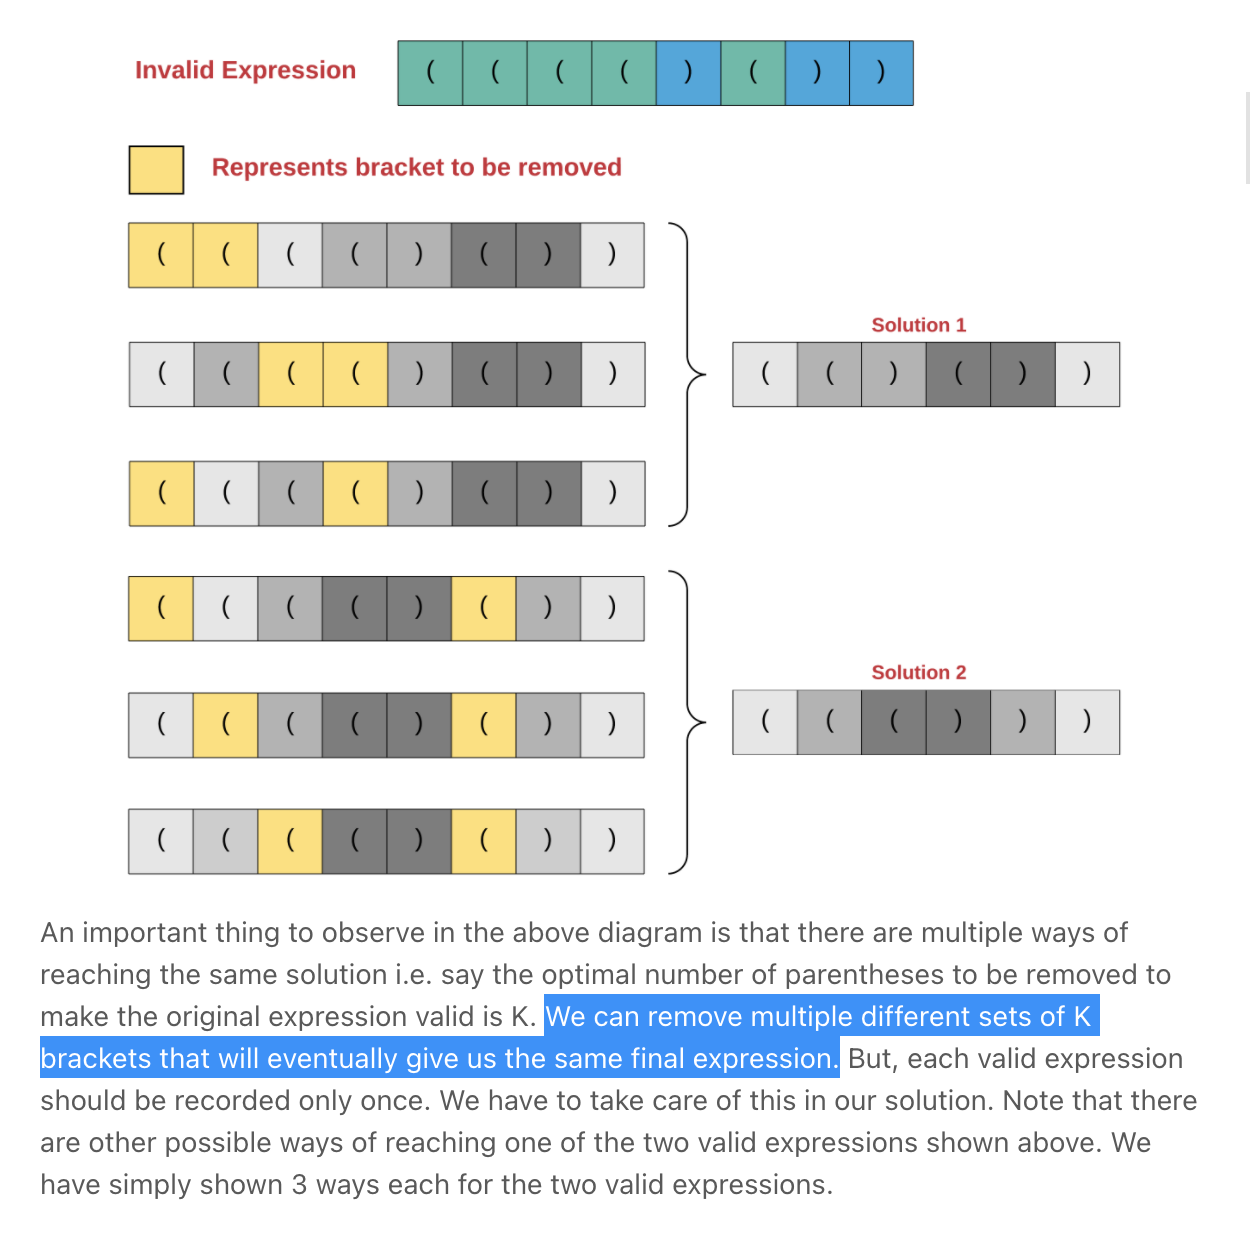 Invalid Expression ( ( ( ( ) ( ) )
Represents bracket to be removed
( ( ( ( ) ( ) )
Solution 1
( ( ( ( ) ( ) ) ( ( ) ( ) )
( ( ( ( ) ( ) )
( ( ( ( ) ( ) )
Solution 2
( ( ( ( ) ( ) ) ( ( ( ) ) )
( ( ( ( ) ( ) )
An important thing to observe in the above diagram is that there are multiple ways of
reaching the same solution i.e. say the optimal number of parentheses to be removed to
make the original expression valid is K. We can remove multiple different sets of K
brackets that will eventually give us the same final expression. But, each valid expression
should be recorded only once. We have to take care of this in our solution. Note that there
are other possible ways of reaching one of the two valid expressions shown above. We
have simply shown 3 ways each for the two valid expressions.